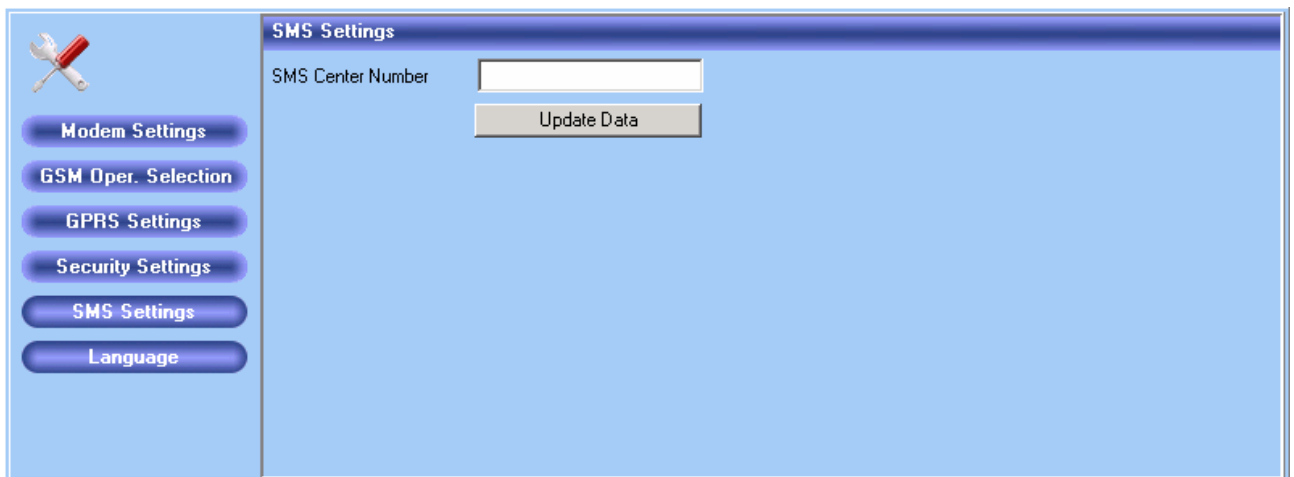 SMS Settings
SMS Center Number
Update Data
Modem Settings
GSM Oper. Selection
GPRS Settings
Security Settings
SMS Settings
Language